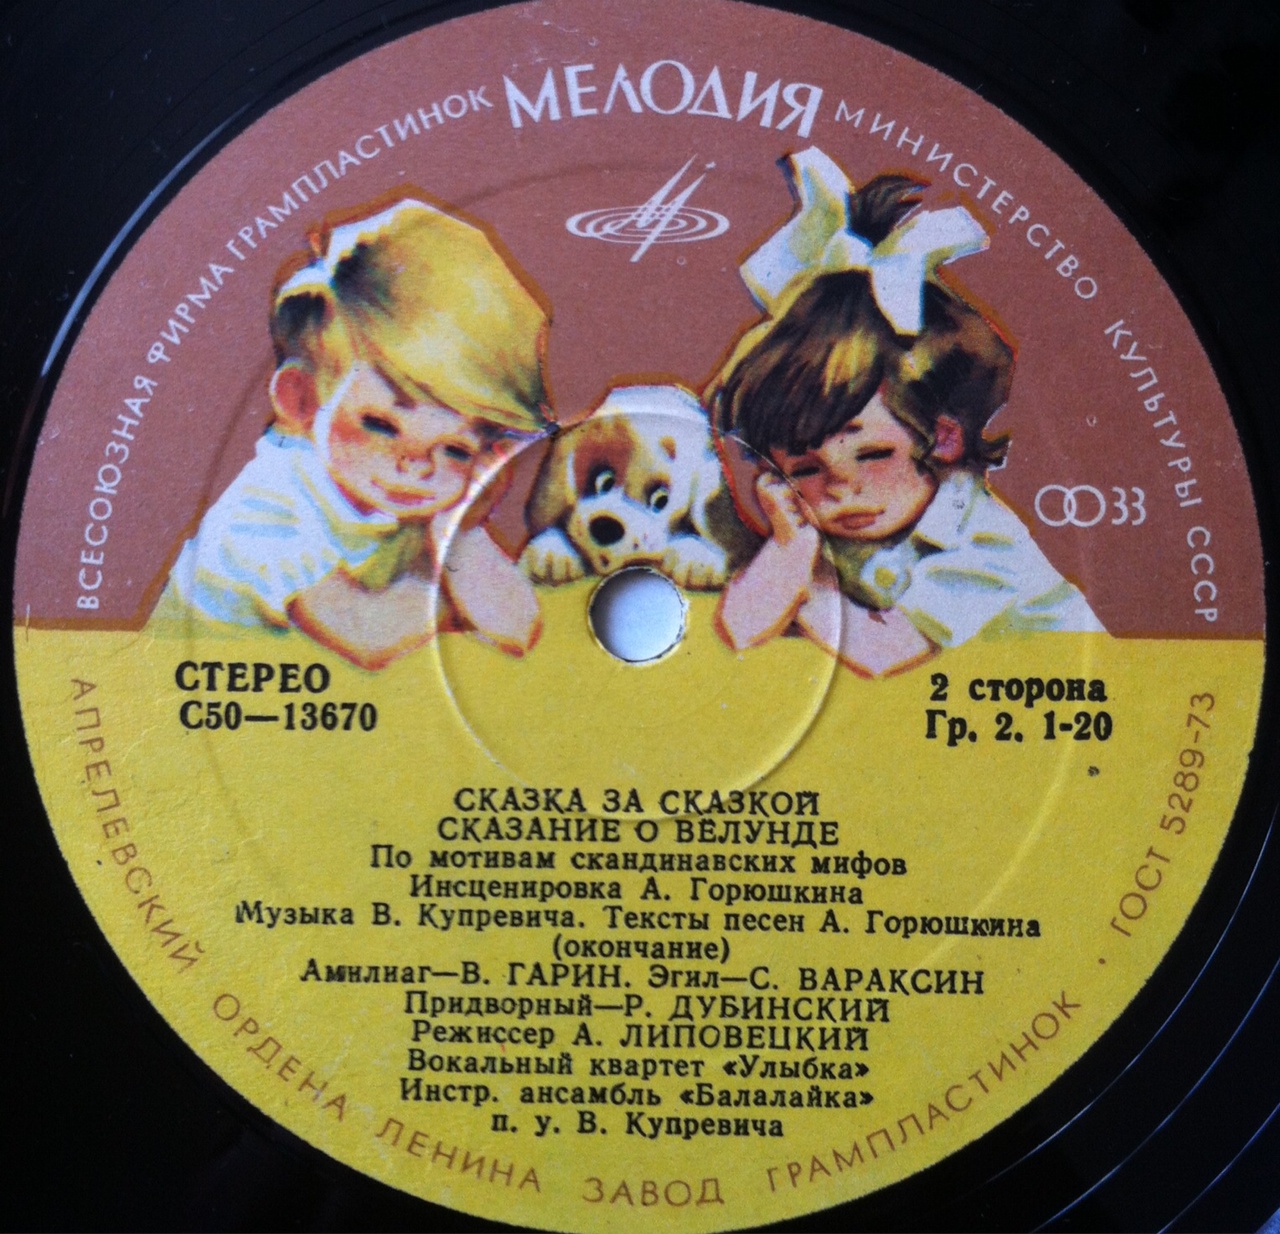 ВСЕСОЮЗНАЯ ФИРМА ГРАМПЛАСТИНОК МЕЛОДИЯ МИНИСТЕРСТВО КУЛЬТУРЫ СССР
33
СТЕРЕО
С50—13670
2 сторона
Гр. 2. 1-20
СКАЗКА ЗА СКАЗКОЙ
СКАЗАНИЕ О ВЁЛУНДЕ
По мотивам скандинавских мифов
Инсценировка А. Горюшкина
Музыка В. Купревича. Тексты песен А. Горюшкина
(окончание)
Амилиаг—В. ГАРИН. Эгил—С. ВАРАКСИН
Придворный—Р. ДУБИНСКИЙ
Режиссер А. ЛИПОВЕЦКИЙ
Вокальный квартет «Улыбка»
Инстр. ансамбль «Балалайка»
п. у. В. Купревича
АПРЕЛЕВСКИЙ ОРДЕНА ЛЕНИНА ЗАВОД ГРАМПЛАСТИНОК . ГОСТ 5289-73